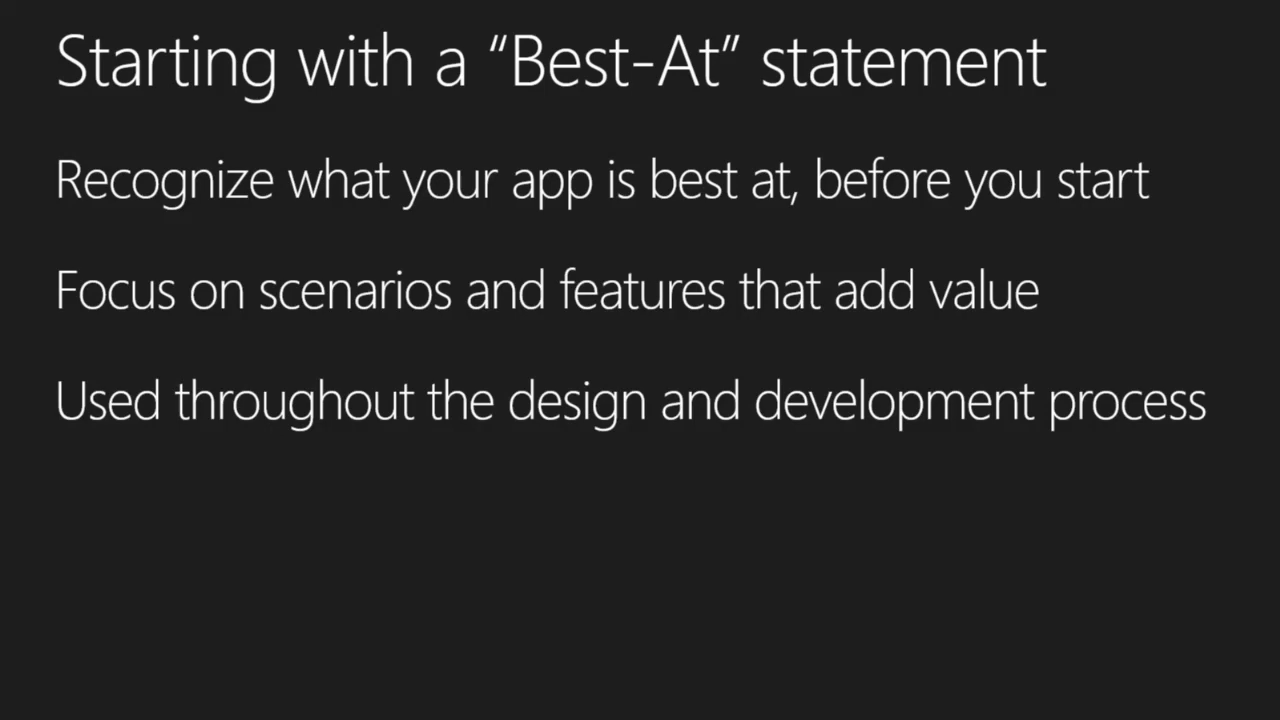 Starting with a “Best-At” statement
Recognize what your app is best at, before you start
Focus on scenarios and features that add value
Used throughout the design and development process